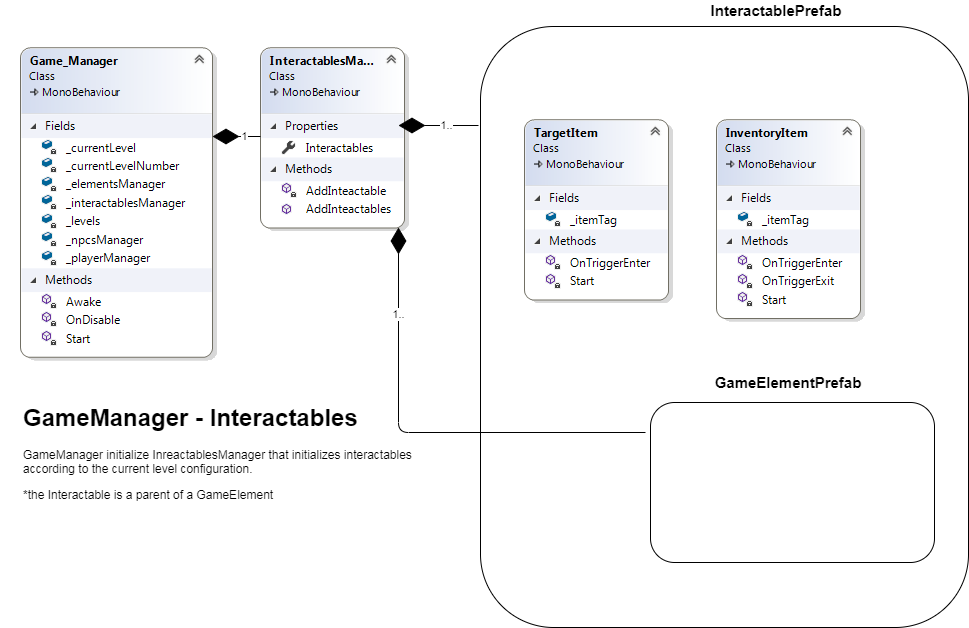 InteractablePrefab
Game_Manager
Class
MonoBehaviour
Fields
_currentLevel
_currentLevelNumber
_elementsManager
_interactablesManager
_levels
_npcsManager
_playerManager
Methods
Awake
OnDisable
Start
1
InteractablesMa...
Class
MonoBehaviour
Properties
Interactables
Methods
AddInteactable
AddInteactables
1..
1..
TargetItem
Class
MonoBehaviour
Fields
_itemTag
Methods
OnTriggerEnter
Start
InventoryItem
Class
MonoBehaviour
Fields
_itemTag
Methods
OnTriggerEnter
OnTriggerExit
Start
GameElementPrefab
GameManager - Interactables
GameManager initialize InreactablesManager that initializes interactables
according to the current level configuration.
*the Interactable is a parent of a GameElement